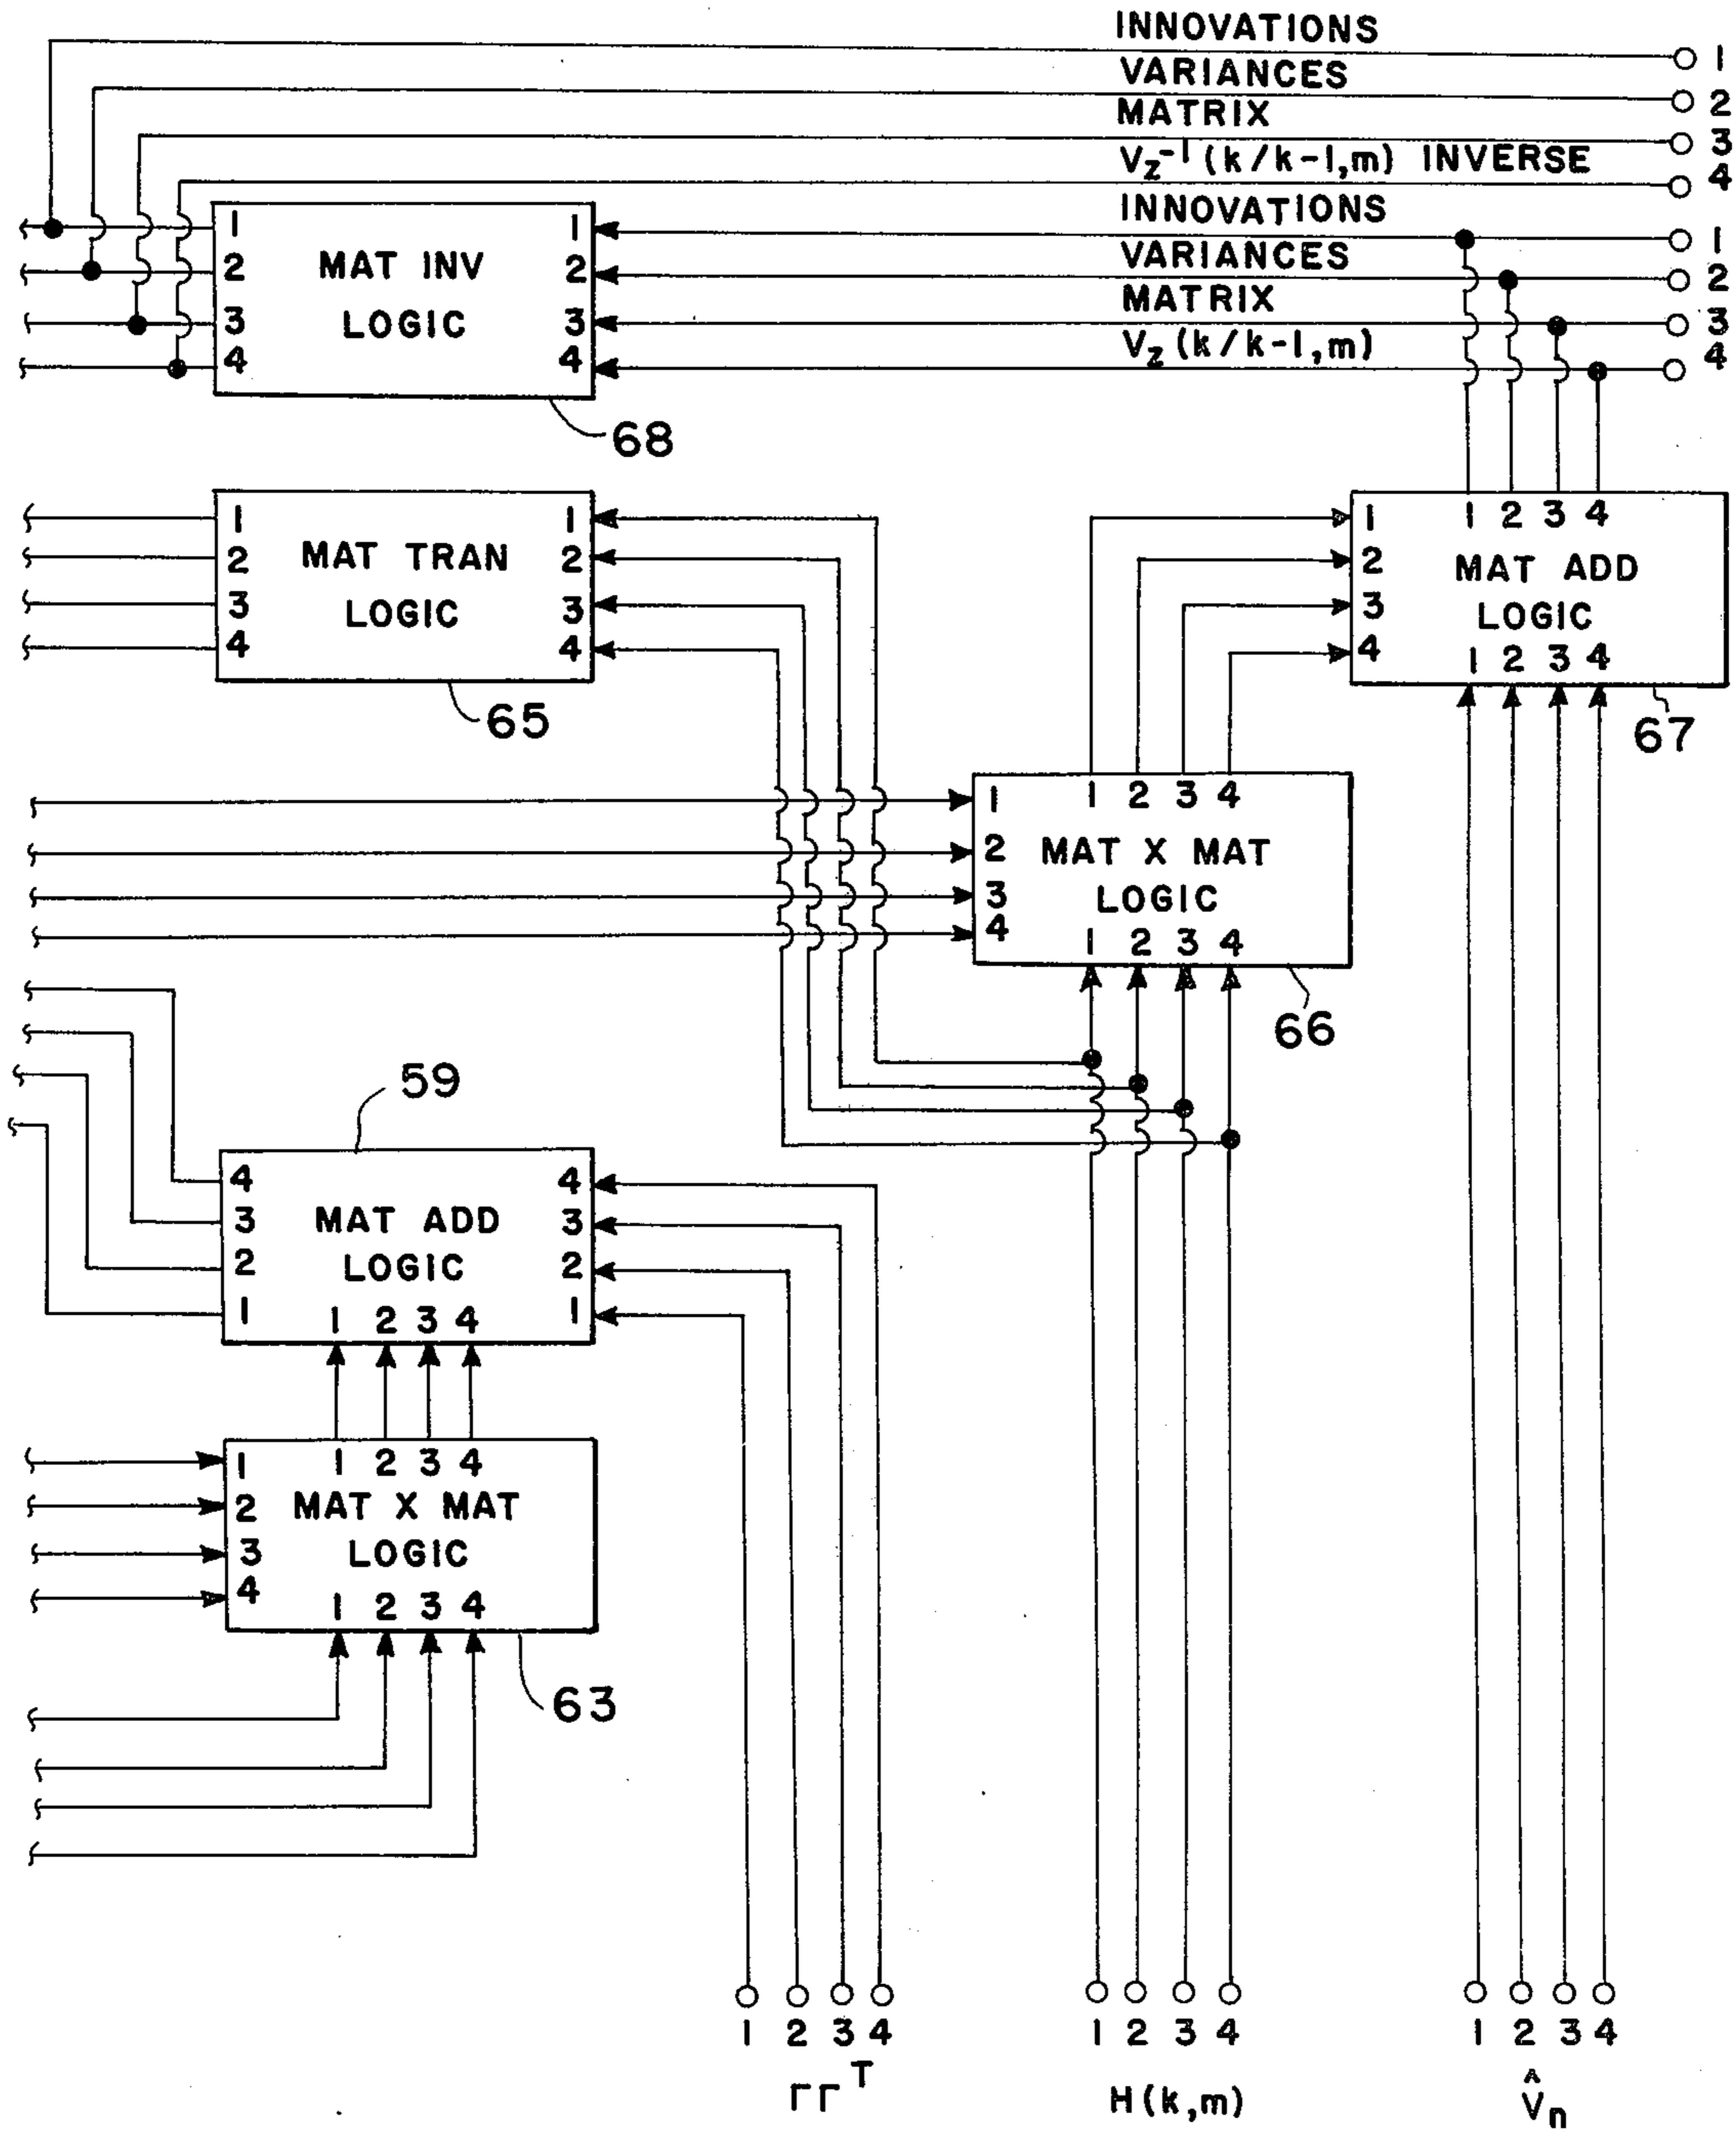 INNOVATIONS 1
VARIANCES 2
MATRIX 3
V_z^-1 (k/k-1,m) INVERSE 4
INNOVATIONS 1
VARIANCES 2
MATRIX 3
V_z (k/k-1,m) 4
1 1
2 MAT INV 2
3 LOGIC 3
4 4
68
1 1
2 MAT TRAN 2
3 LOGIC 3
4 4
65
1 2 3 4
1
2 MAT ADD
3 LOGIC
4
1 2 3 4
67
1 2 3 4
1
2 MAT X MAT
3 LOGIC
4
1 2 3 4
66
59
4 4
3 MAT ADD 3
2 LOGIC 2
1 1
1 2 3 4
1 2 3 4
1
2 MAT X MAT
3 LOGIC
4
1 2 3 4
63
1 2 3 4
ΓΓ^T
1 2 3 4
H(k,m)
1 2 3 4
V̂_n